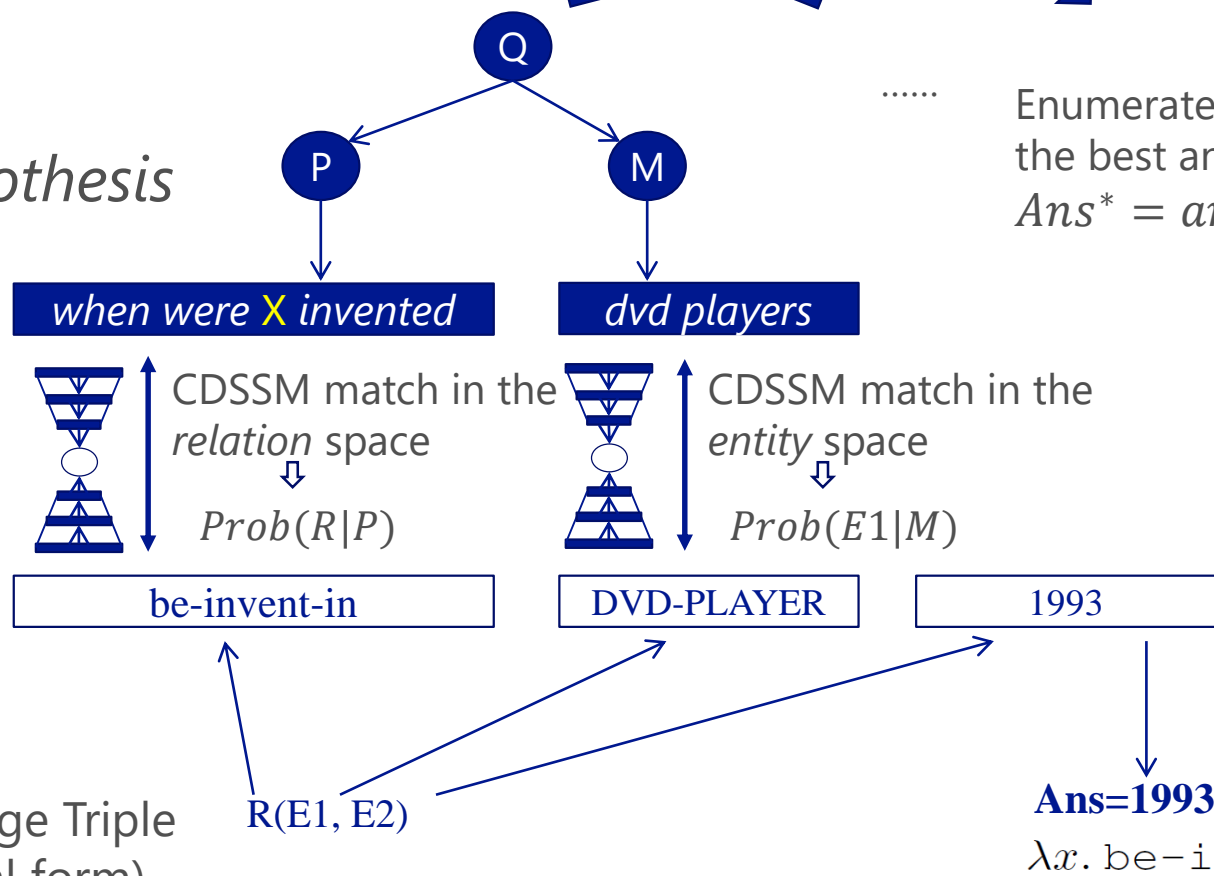 Q
......
Enumerate
the best an
Ans* = ar
othesis
P
M
when were X invented
dvd players
CDSSM match in the
relation space
Prob(R|P)
CDSSM match in the
entity space
Prob(E1|M)
be-invent-in
DVD-PLAYER
1993
R(E1, E2)
ge Triple
l form)
Ans=1993
λx. be-i